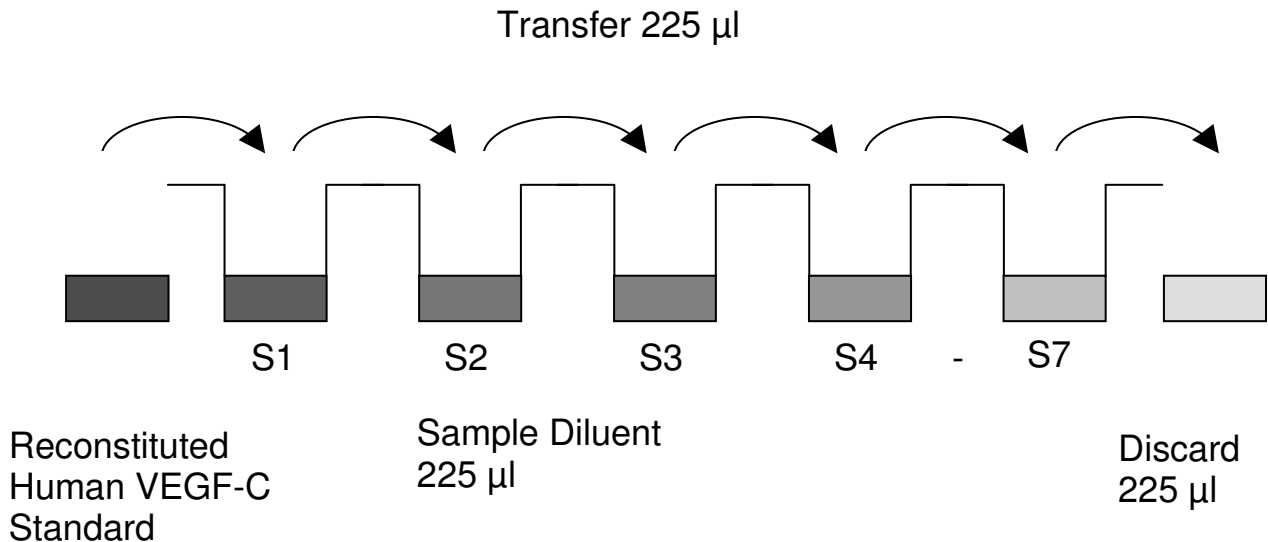 Transfer 225 µl
S1 S2 S3 S4 - S7
Reconstituted
Human VEGF-C
Standard
Sample Diluent
225 µl
Discard
225 µl